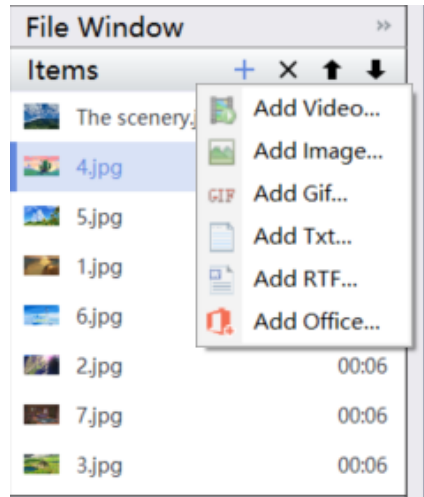 File Window »
Items
The scenery.j
Add Video...
4.jpg
Add Image...
5.jpg
GIF Add Gif...
Add Txt...
1.jpg
Add RTF...
6.jpg
Add Office...
2.jpg 00:06
7.jpg 00:06
3.jpg 00:06